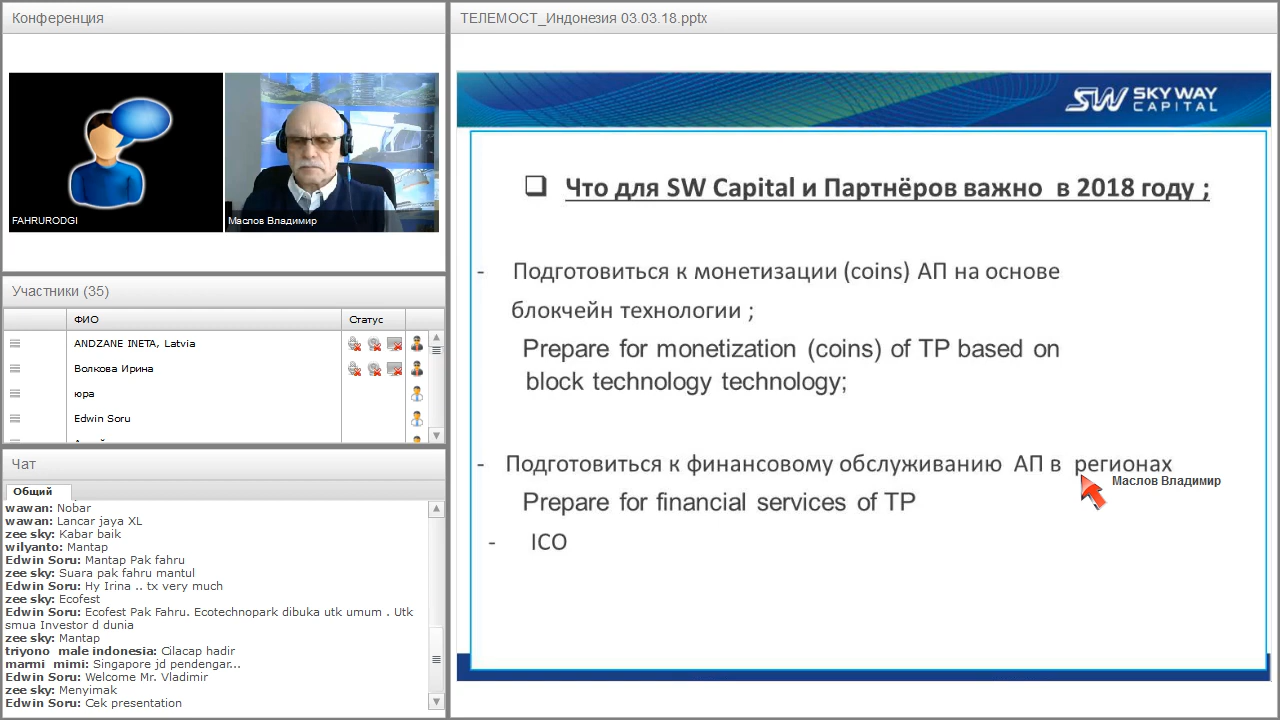 Конференция
FAHRURODGI
Маслов Владимир
Участники (35)
ФИО
Статус
ANDZANE INETA, Latvia
Волкова Ирина
юра
Edwin Soru
Чат
Общий
wawan: Nobar
wawan: Lancar jaya XL
zee sky: Kabar baik
wilyanto: Mantap
Edwin Soru: Mantap Pak fahru
zee sky: Suara pak fahru mantul
Edwin Soru: Hy Irina .. tx very much
zee sky: Ecofest
Edwin Soru: Ecofest Pak Fahru. Ecotechnopark dibuka utk umum . Utk
smua Investor d dunia
zee sky: Mantap
triyono male indonesia: Cilacap hadir
marmi mimi: Singapore jd pendengar...
Edwin Soru: Welcome Mr. Vladimir
zee sky: Menyimak
Edwin Soru: Cek presentation
ТЕЛЕМОСТ_Индонезия 03.03.18.pptx
SW SKY WAY
CAPITAL
Что для SW Capital и Партнёров важно в 2018 году ;
- Подготовиться к монетизации (coins) АП на основе
блокчейн технологии ;
Prepare for monetization (coins) of TP based on
block technology technology;
- Подготовиться к финансовому обслуживанию АП в регионах
Маслов Владимир
Prepare for financial services of TP
- ICO